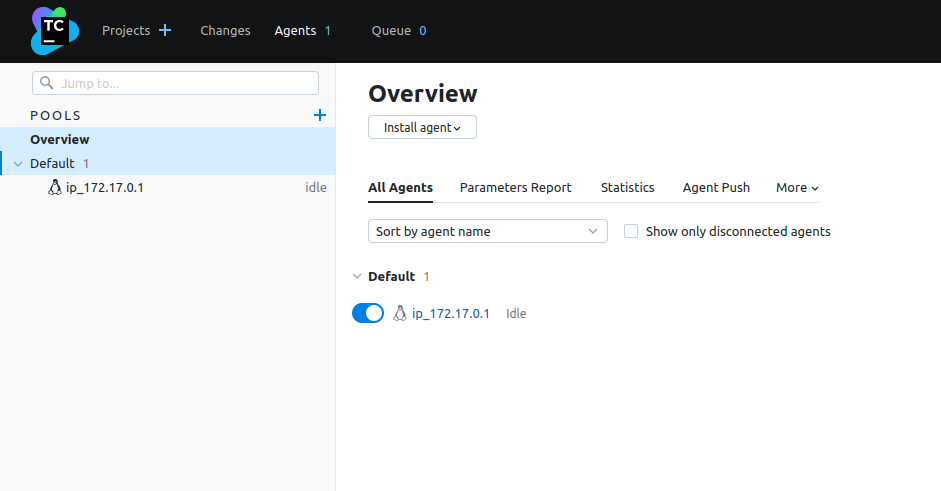 TC
Projects + Changes Agents 1 Queue 0
Jump to...
POOLS +
Overview
Default 1
ip_172.17.0.1 idle
Overview
Install agent
All Agents Parameters Report Statistics Agent Push More
Sort by agent name Show only disconnected agents
Default 1
ip_172.17.0.1 Idle